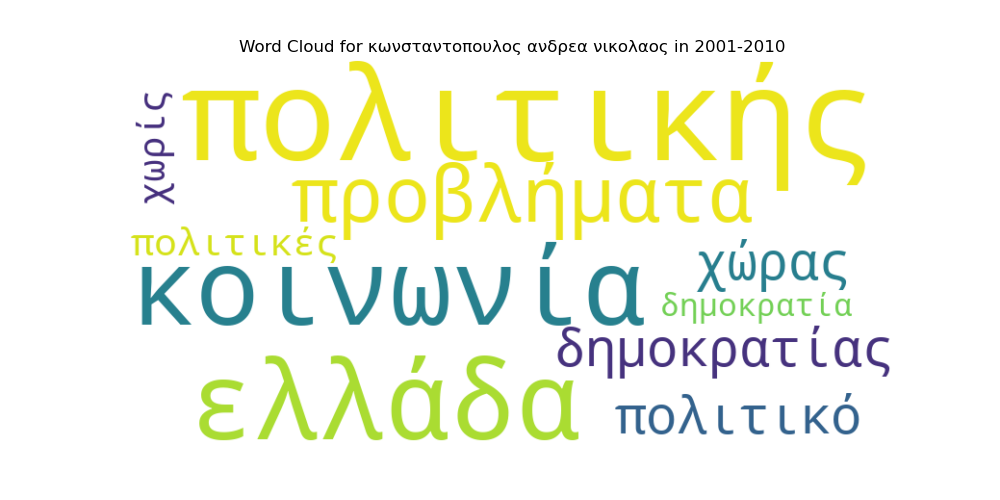 Word Cloud for κωνσταντοπουλος ανδρεα νικολαος in 2001-2010
πολιτικής
χωρίς
προβλήματα
πολιτικές
κοινωνία
χώρας
δημοκρατία
δημοκρατίας
ελλάδα
πολιτικό